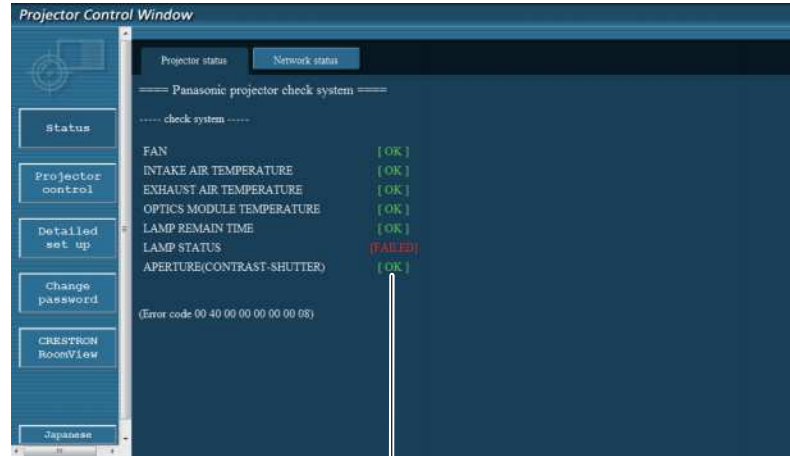 Projector Control Window
Projector status
Network status
==== Panasonic projector check system ====
Status
----- check system -----
FAN [ OK ]
INTAKE AIR TEMPERATURE [ OK ]
Projector control
EXHAUST AIR TEMPERATURE [ OK ]
OPTICS MODULE TEMPERATURE [ OK ]
Detailed set up
LAMP REMAIN TIME [ OK ]
LAMP STATUS [FAILED]
APERTURE(CONTRAST-SHUTTER) [ OK ]
Change password
(Error code 00 40 00 00 00 00 00 08)
CRESTRON RoomView
Japanese